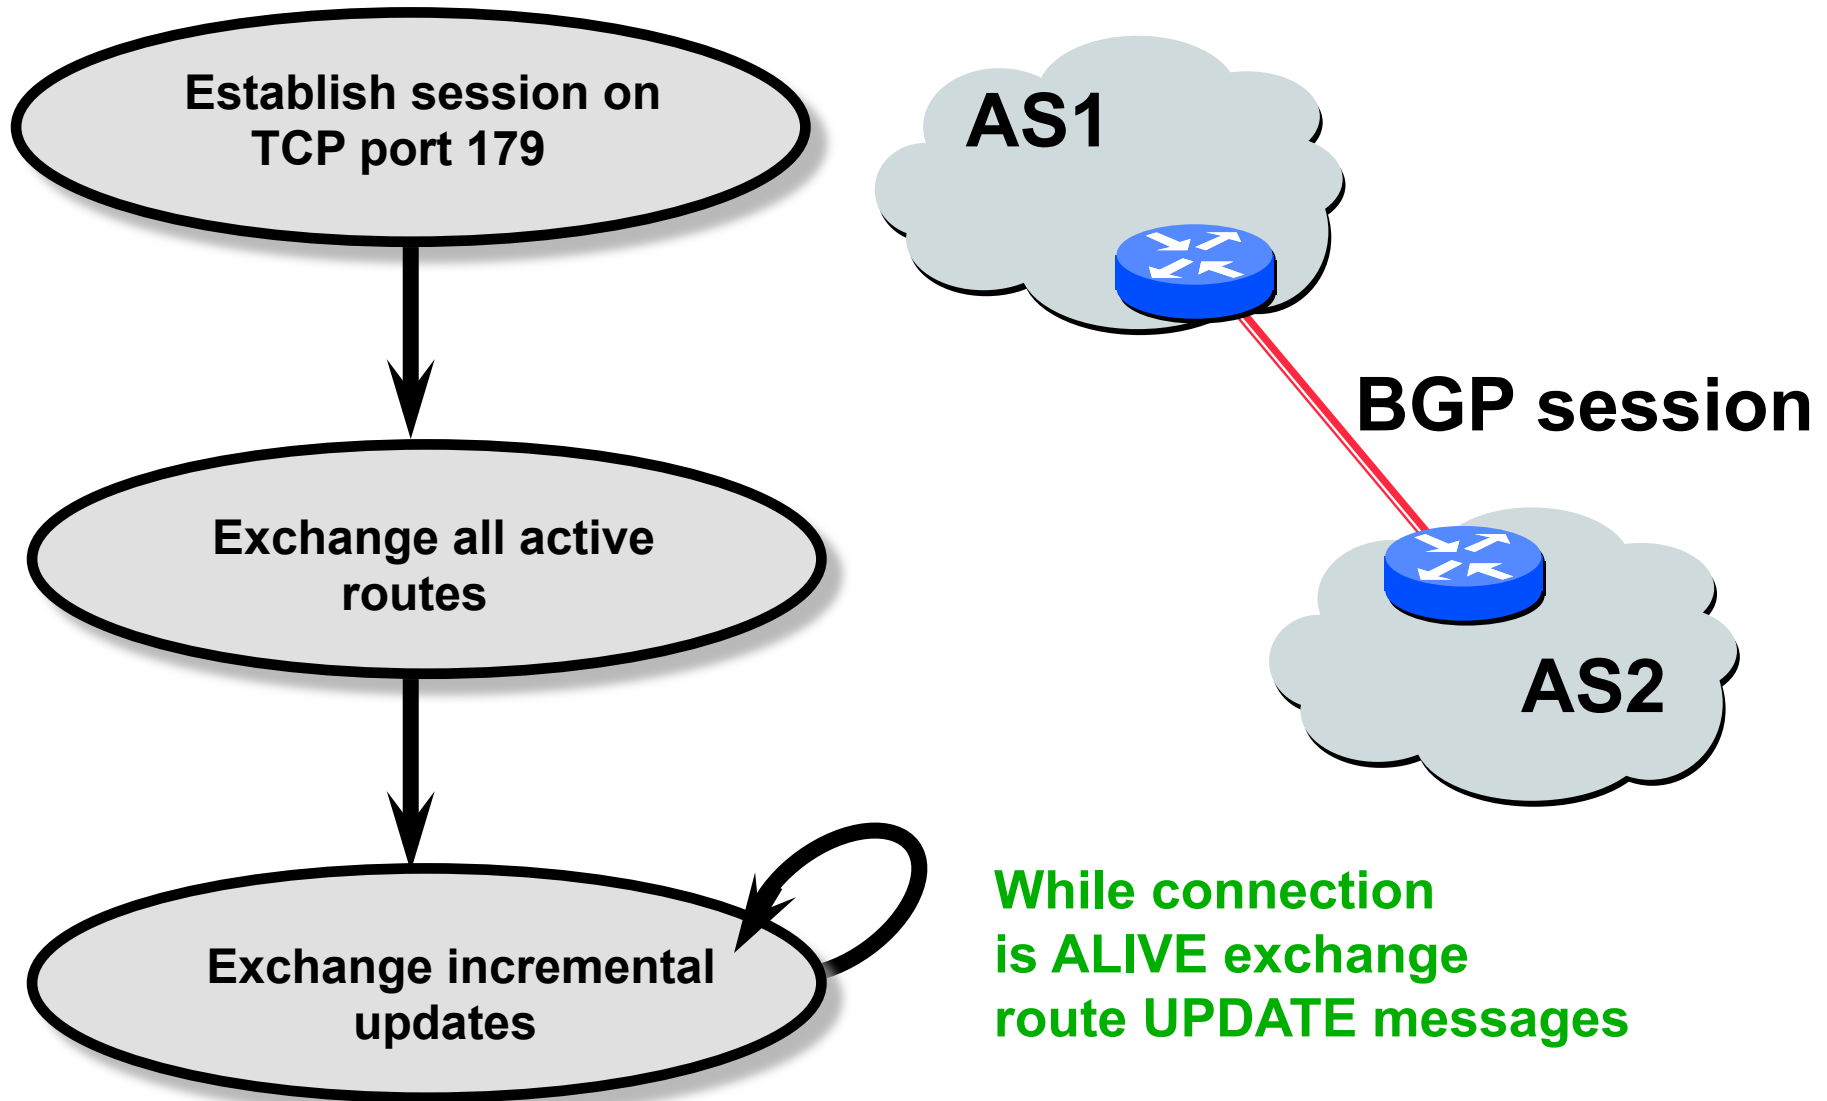 Establish session on
TCP port 179
AS1
BGP session
Exchange all active
routes
AS2
Exchange incremental
updates
While connection
is ALIVE exchange
route UPDATE messages